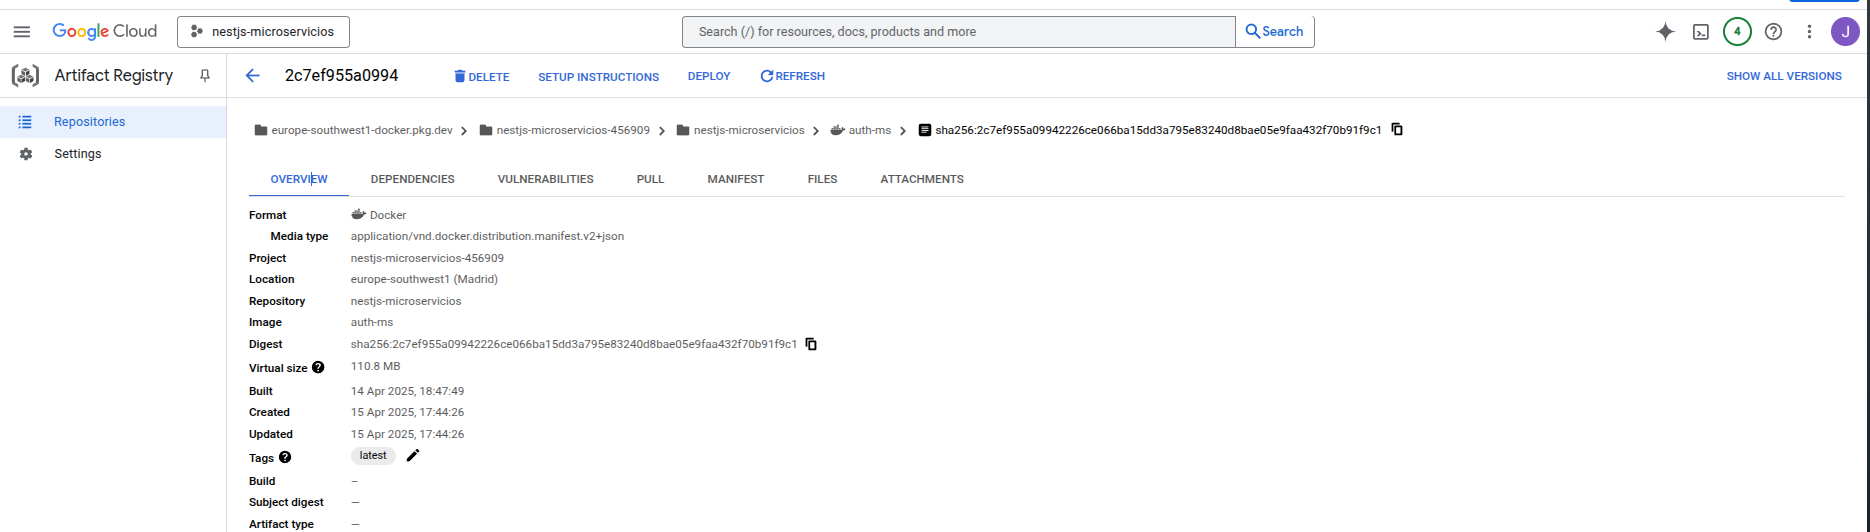 Google Cloud nestjs-microservicios Search (/) for resources, docs, products and more Search 4 J
Artifact Registry 2c7ef955a0994 DELETE SETUP INSTRUCTIONS DEPLOY REFRESH SHOW ALL VERSIONS
Repositories
Settings
europe-southwest1-docker.pkg.dev nestjs-microservicios-456909 nestjs-microservicios auth-ms sha256:2c7ef955a09942226ce066ba15dd3a795e83240d8bae05e9faa432f70b91f9c1
OVERVIEW DEPENDENCIES VULNERABILITIES PULL MANIFEST FILES ATTACHMENTS
Format Docker
Media type application/vnd.docker.distribution.manifest.v2+json
Project nestjs-microservicios-456909
Location europe-southwest1 (Madrid)
Repository nestjs-microservicios
Image auth-ms
Digest sha256:2c7ef955a09942226ce066ba15dd3a795e83240d8bae05e9faa432f70b91f9c1
Virtual size 110.8 MB
Built 14 Apr 2025, 18:47:49
Created 15 Apr 2025, 17:44:26
Updated 15 Apr 2025, 17:44:26
Tags latest
Build –
Subject digest —
Artifact type —